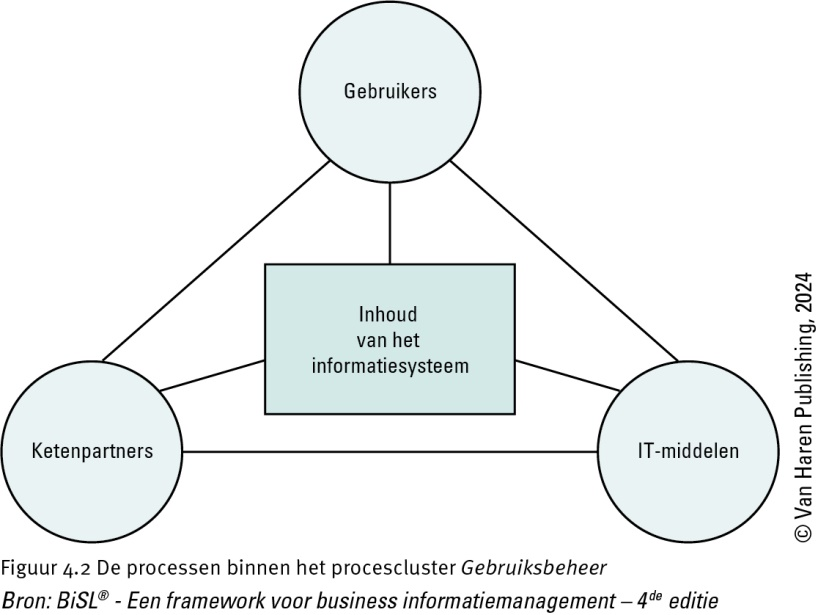 Gebruikers
Inhoud
van het
informatiesysteem
Ketenpartners
IT-middelen
© Van Haren Publishing, 2024
Figuur 4.2 De processen binnen het procescluster Gebruiksbeheer
Bron: BiSL® - Een framework voor business informatiemanagement – 4de editie